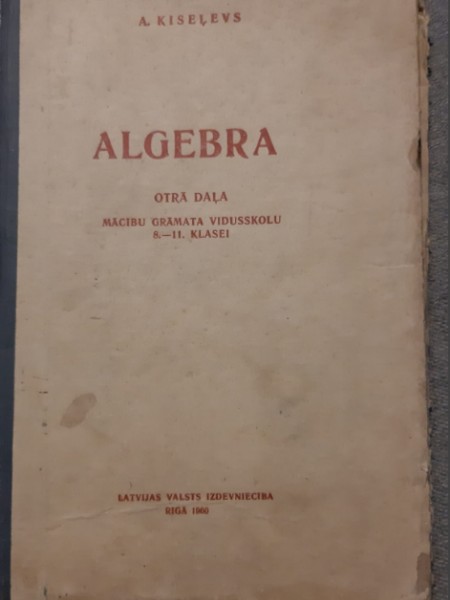 A. KISEĻEVS
ALGEBRA
OTRĀ DAĻA
MĀCĪBU GRĀMATA VIDUSSKOLU
8.—11. KLASEI
LATVIJAS VALSTS IZDEVNIECĪBA
RĪGĀ 1960